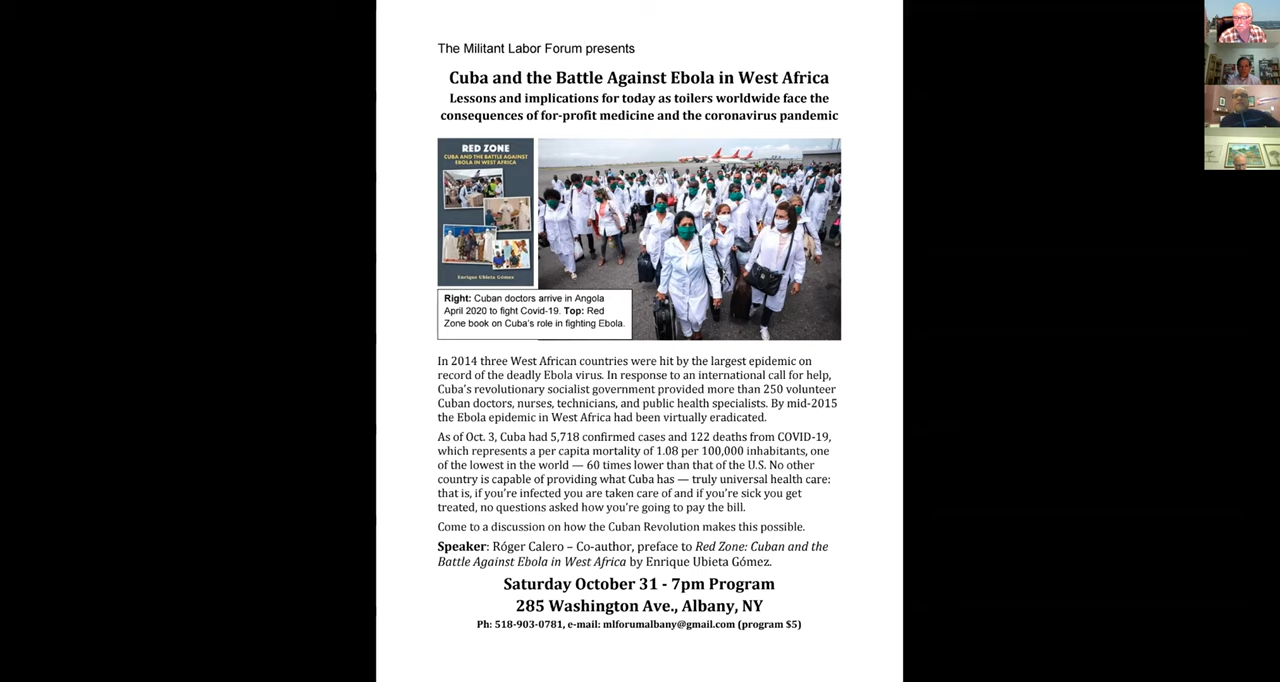 The Militant Labor Forum presents
Cuba and the Battle Against Ebola in West Africa
Lessons and implications for today as toilers worldwide face the
consequences of for-profit medicine and the coronavirus pandemic
RED ZONE
CUBA AND THE BATTLE AGAINST
EBOLA IN WEST AFRICA
Enrique Ubieta Gómez
Right: Cuban doctors arrive in Angola
April 2020 to fight Covid-19. Top: Red
Zone book on Cuba's role in fighting Ebola.
In 2014 three West African countries were hit by the largest epidemic on
record of the deadly Ebola virus. In response to an international call for help,
Cuba's revolutionary socialist government provided more than 250 volunteer
Cuban doctors, nurses, technicians, and public health specialists. By mid-2015
the Ebola epidemic in West Africa had been virtually eradicated.
As of Oct. 3, Cuba had 5,718 confirmed cases and 122 deaths from COVID-19,
which represents a per capita mortality of 1.08 per 100,000 inhabitants, one
of the lowest in the world — 60 times lower than that of the U.S. No other
country is capable of providing what Cuba has — truly universal health care:
that is, if you're infected you are taken care of and if you're sick you get
treated, no questions asked how you're going to pay the bill.
Come to a discussion on how the Cuban Revolution makes this possible.
Speaker: Róger Calero – Co-author, preface to Red Zone: Cuban and the
Battle Against Ebola in West Africa by Enrique Ubieta Gómez.
Saturday October 31 - 7pm Program
285 Washington Ave., Albany, NY
Ph: 518-903-0781, e-mail: mlforumalbany@gmail.com (program $5)